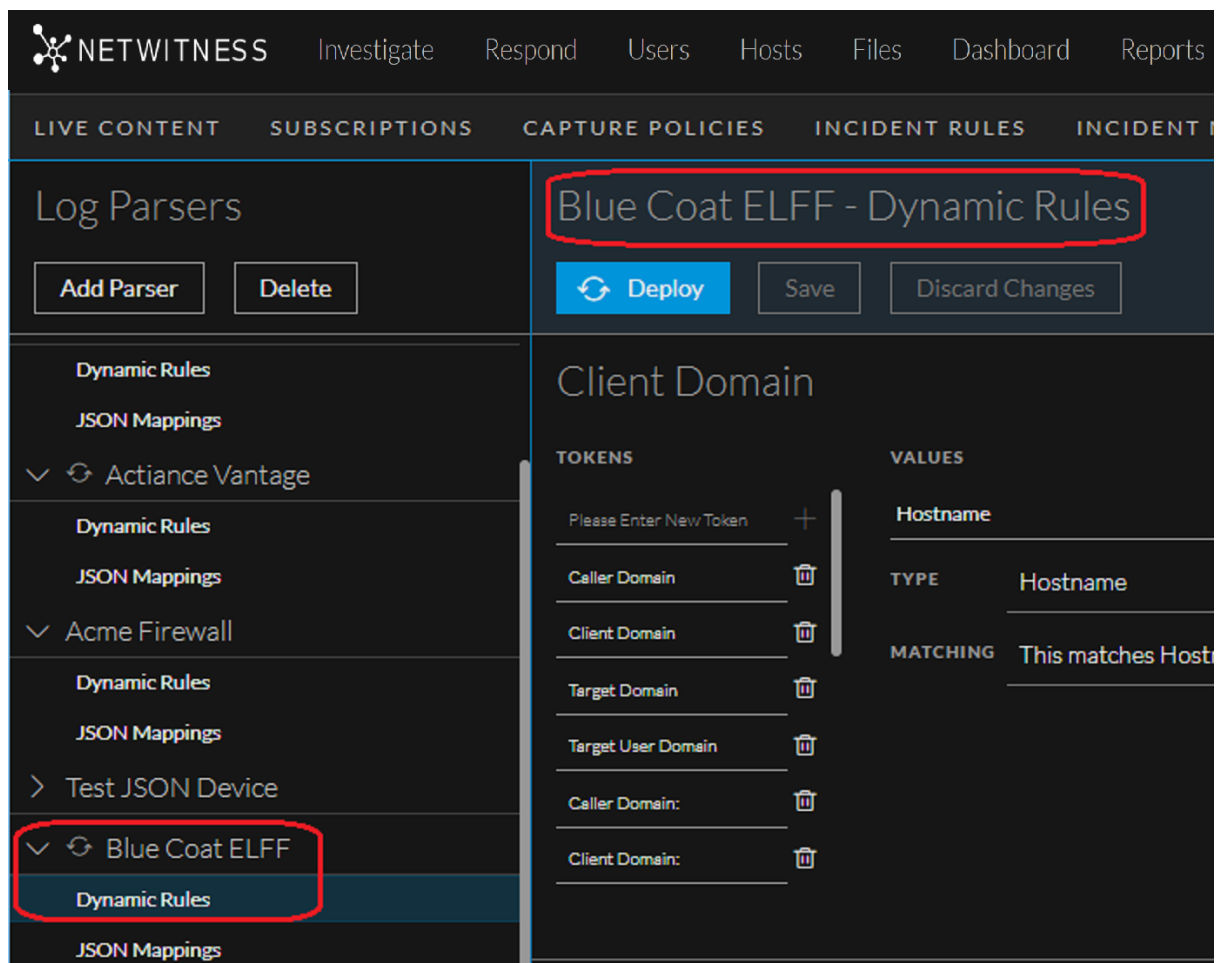 NETWITNESS Investigate Respond Users Hosts Files Dashboard Reports
LIVE CONTENT SUBSCRIPTIONS CAPTURE POLICIES INCIDENT RULES INCIDENT
Log Parsers
Add Parser Delete
Dynamic Rules
JSON Mappings
Actiance Vantage
Dynamic Rules
JSON Mappings
Acme Firewall
Dynamic Rules
JSON Mappings
Test JSON Device
Blue Coat ELFF
Dynamic Rules
JSON Mappings
Blue Coat ELFF - Dynamic Rules
Deploy Save Discard Changes
Client Domain
TOKENS
Please Enter New Token
Caller Domain
Client Domain
Target Domain
Target User Domain
Caller Domain:
Client Domain:
VALUES
Hostname
TYPE Hostname
MATCHING This matches